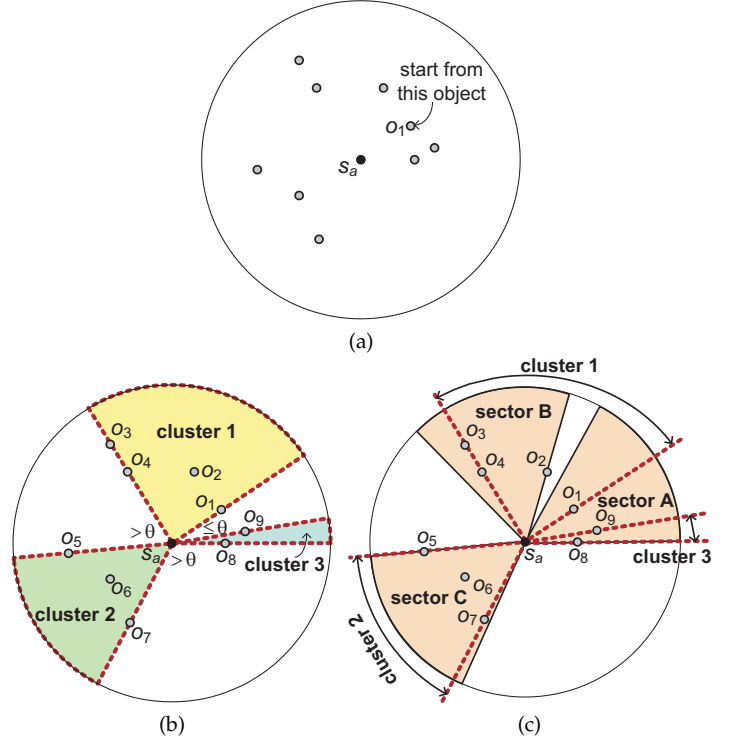 start from
this object
o1
sa
(a)
o3
cluster 1
o4
o2
o1
>θ
≤θ
o9
o5
sa
>θ
o8
cluster 3
o6
cluster 2
o7
(b)
cluster 1
sector B
o3
o4
o2
o1
sector A
o9
o5
sa
o8
cluster 3
sector C
o6
o7
cluster 2
(c)